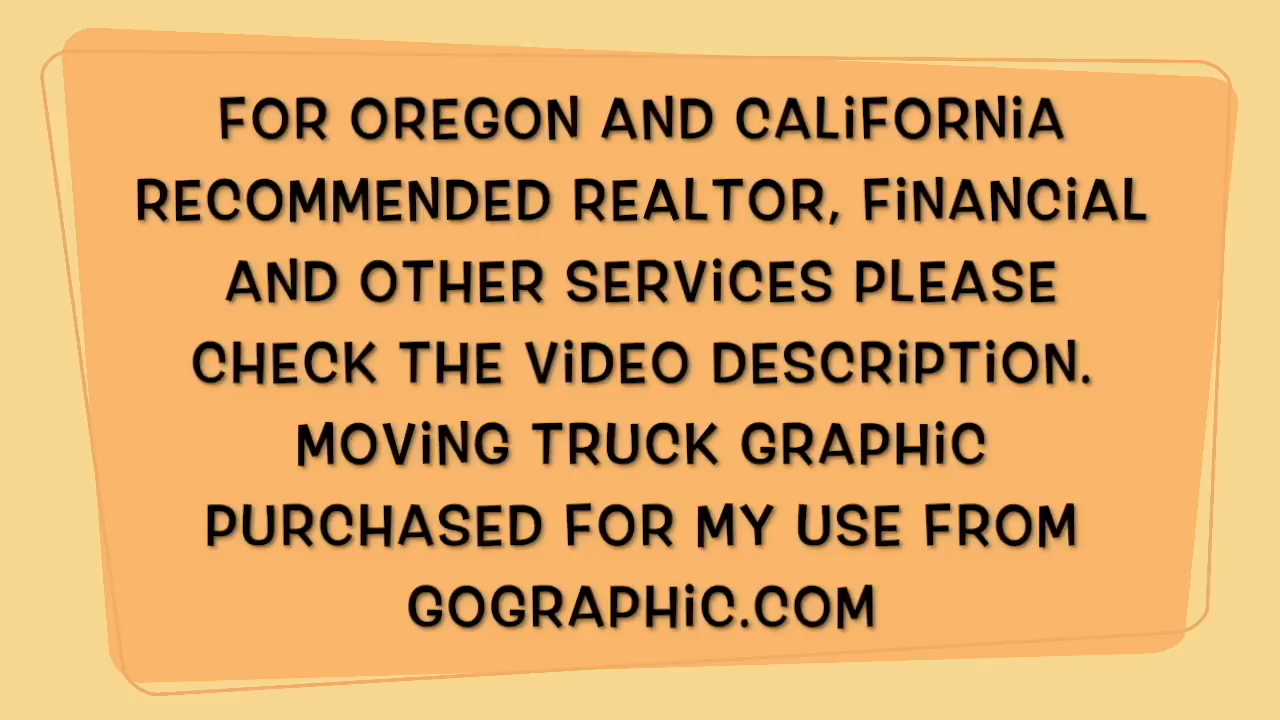 FOR OREGON AND CALiFORNiA
RECOMMENDED REALTOR, FiNANCiAL
AND OTHER SERViCES PLEASE
CHECK THE ViDEO DESCRiPTiON.
MOViNG TRUCK GRAPHiC
PURCHASED FOR MY USE FROM
GOGRAPHiC.COM